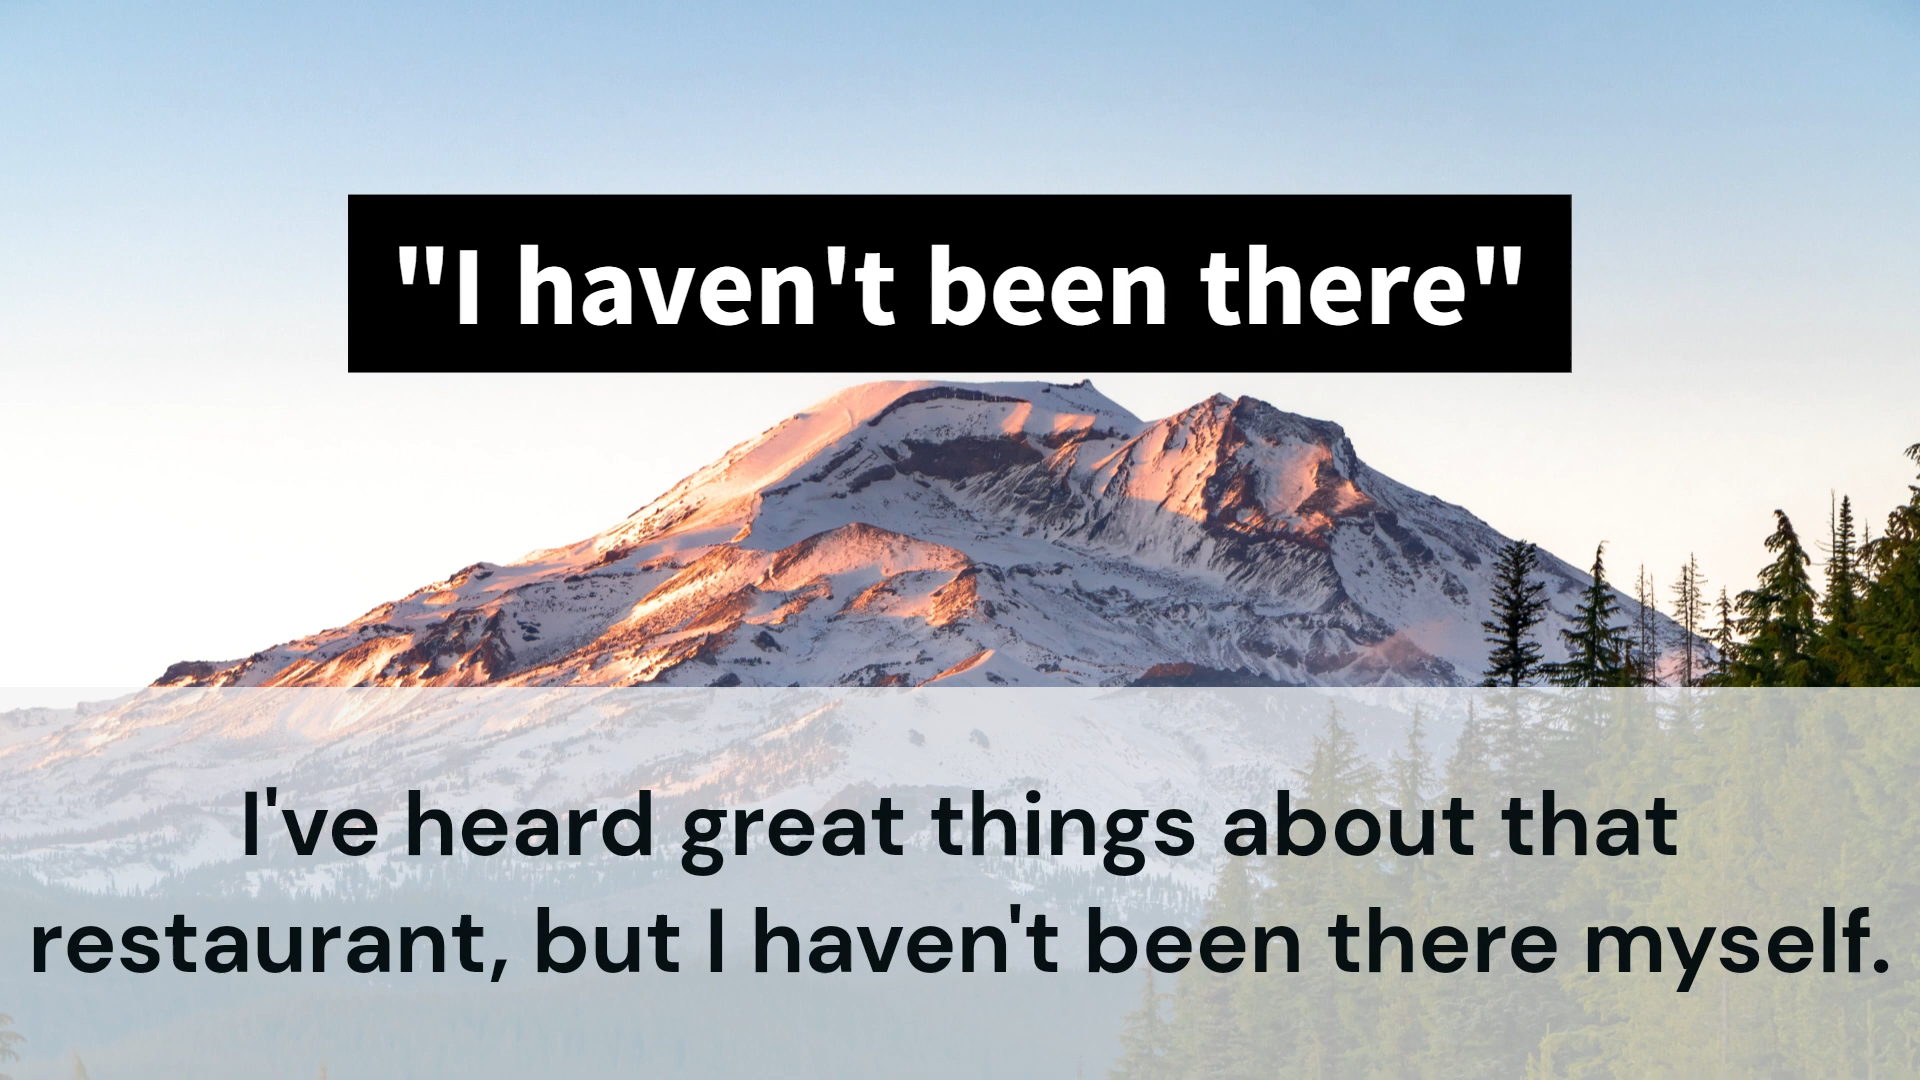 "I haven't been there"
I've heard great things about that
restaurant, but I haven't been there myself.